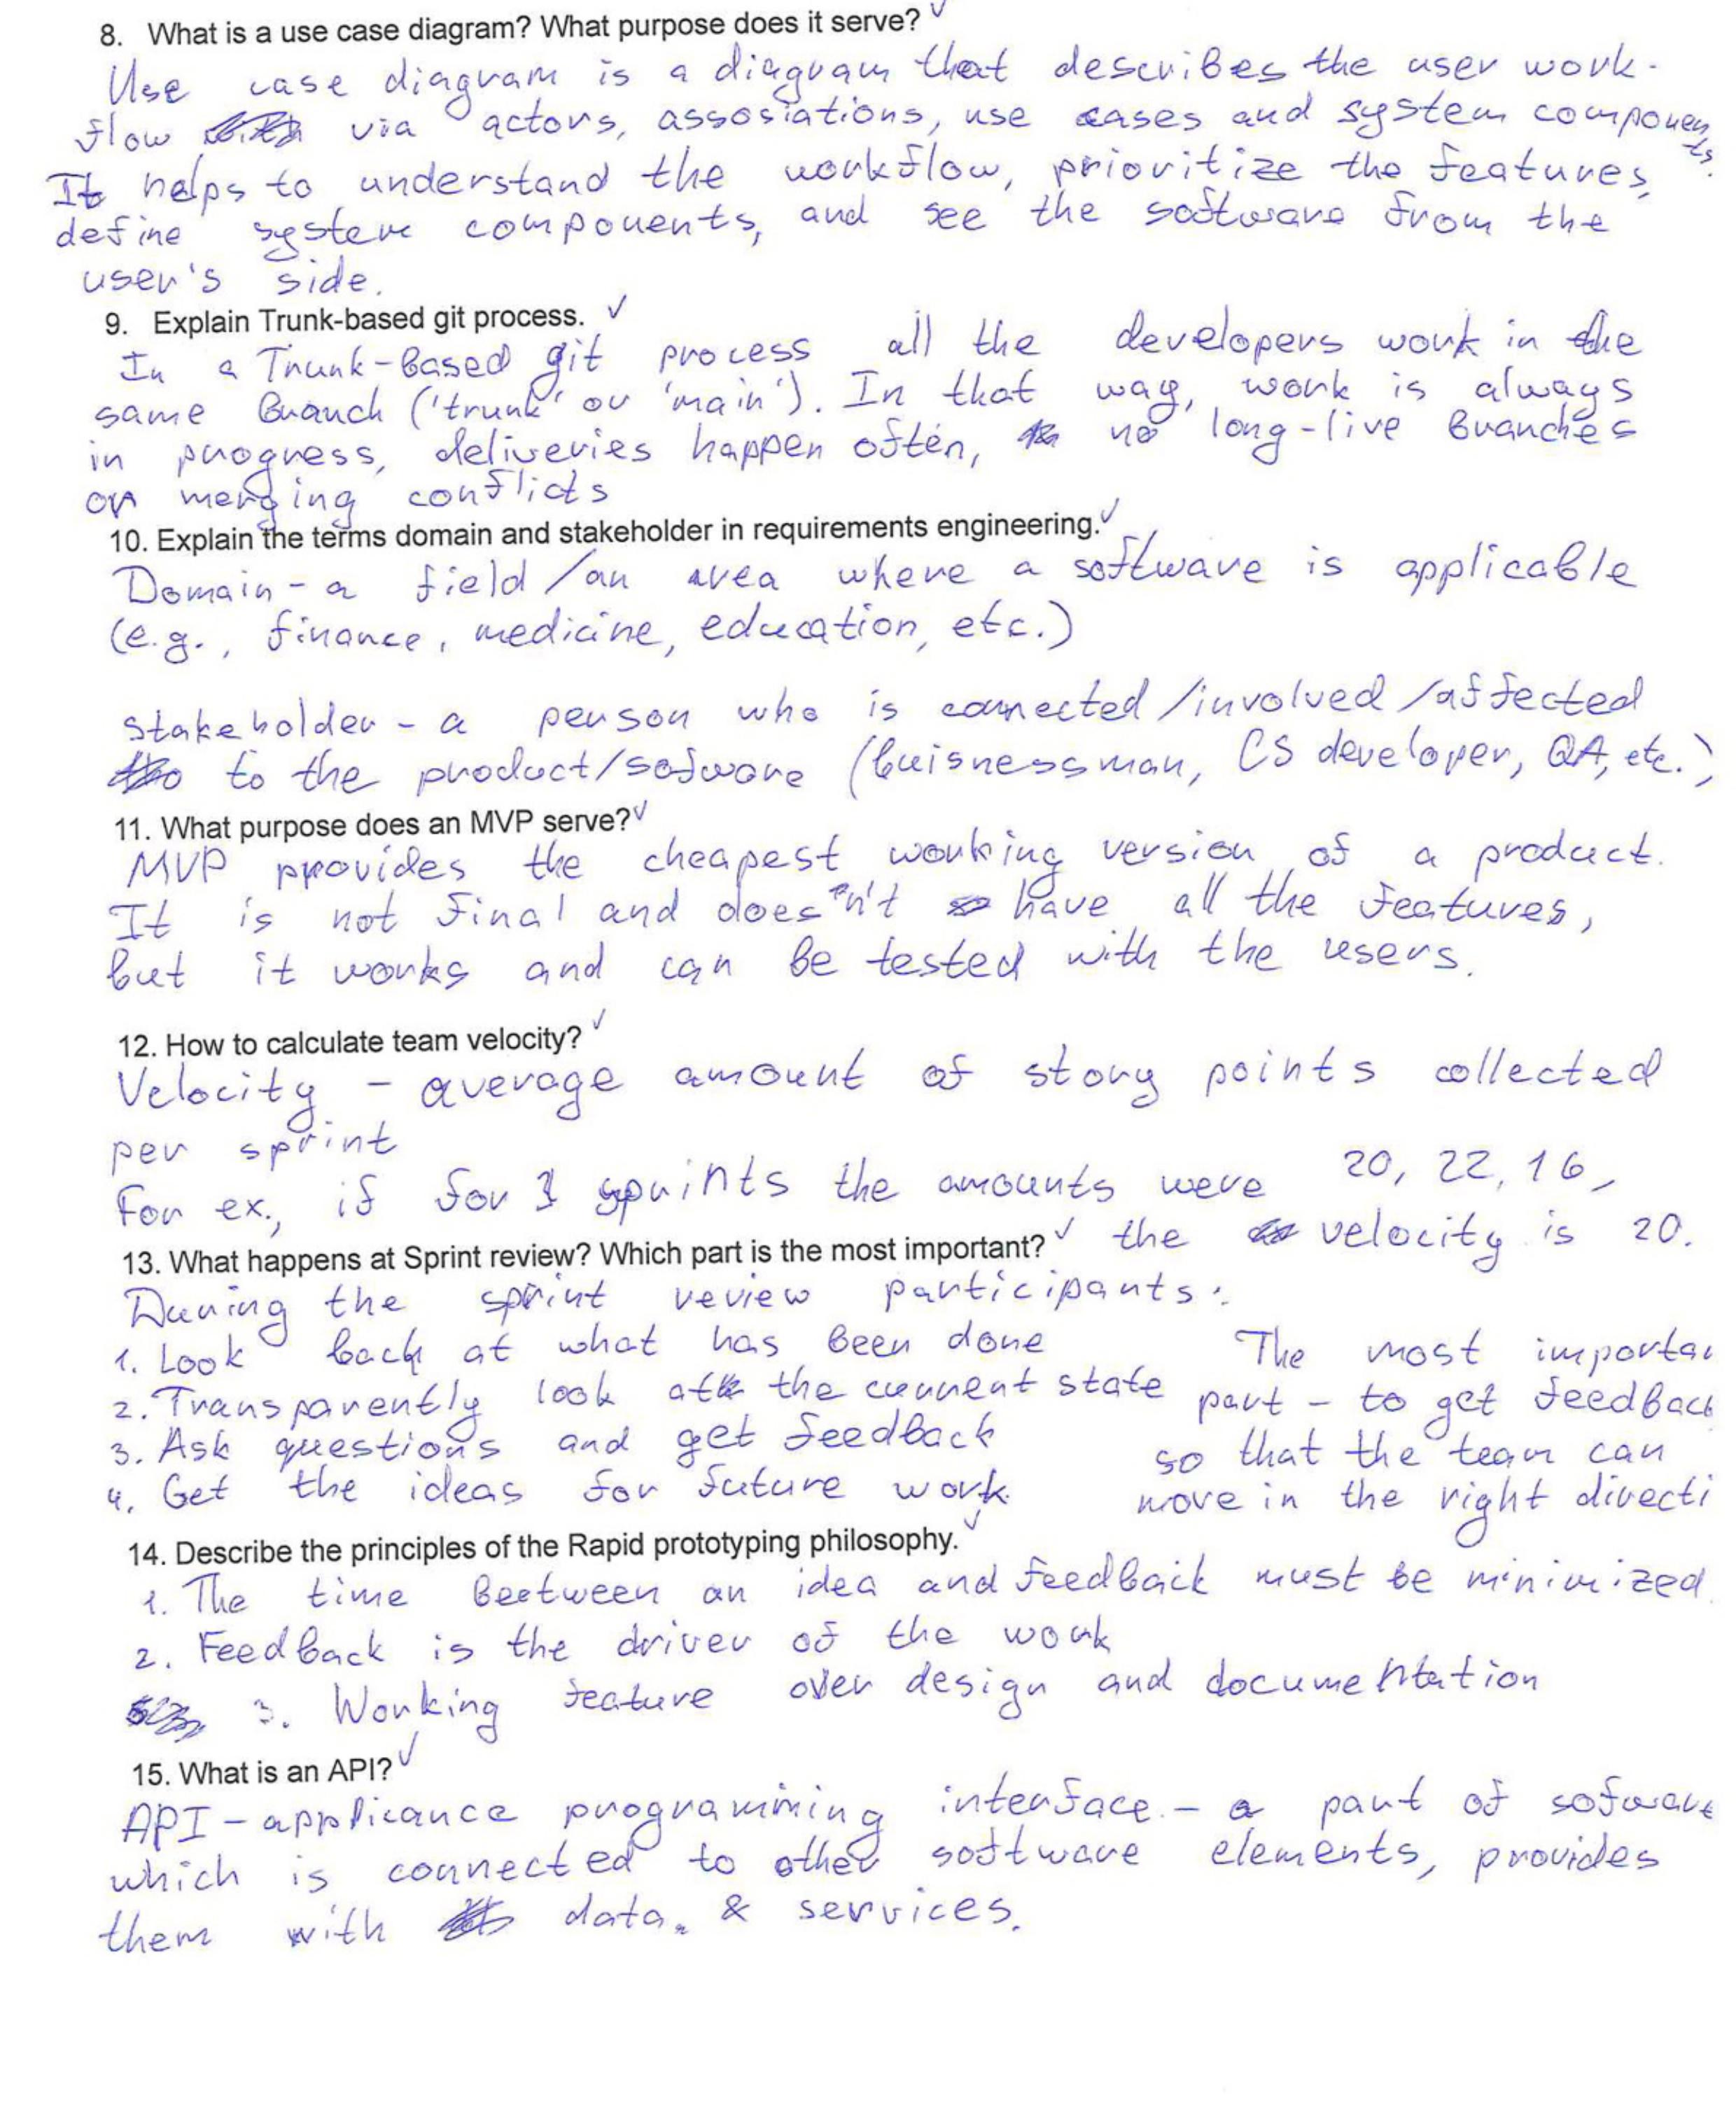 8. What is a use case diagram? What purpose does it serve? ✓
Use case diagram is a diagram that describes the user work-
flow via actors, assosiations, use cases and system components.
It helps to understand the workflow, prioritize the features,
define system components, and see the software from the
user's side.
9. Explain Trunk-based git process. ✓
In a Trunk-Based git process all the developers work in the
same Branch ('trunk' or 'main'). In that way, work is always
in progress, deliveries happen often, no long-live Branches
or merging conflicts
10. Explain the terms domain and stakeholder in requirements engineering. ✓
Domain - a field/an area where a software is applicable
(e.g., finance, medicine, education, etc.)
Stakeholder - a person who is connected/involved/affected
to the product/sofware (buisnessman, CS developer, QA, etc.)
11. What purpose does an MVP serve? ✓
MVP provides the cheapest working version of a product.
It is not final and doesn't have all the features,
but it works and can be tested with the users.
12. How to calculate team velocity? ✓
Velocity - average amount of story points collected
per sprint
For ex., if for 3 sprints the amounts were 20, 22, 16,
the velocity is 20.
13. What happens at Sprint review? Which part is the most important? ✓
During the sprint review participants:
1. Look back at what has been done
2. Transparently look at the current state
3. Ask questions and get feedback
4. Get the ideas for future work.
The most importa
part - to get feedback
so that the team can
move in the right directi
14. Describe the principles of the Rapid prototyping philosophy. ✓
1. The time Beetween an idea and feedback must be minimized.
2. Feedback is the driver of the work
3. Working feature over design and documentation
15. What is an API? ✓
API - applicance programming interface. - a part of sofware
which is connected to other software elements, provides
them with data. & services.